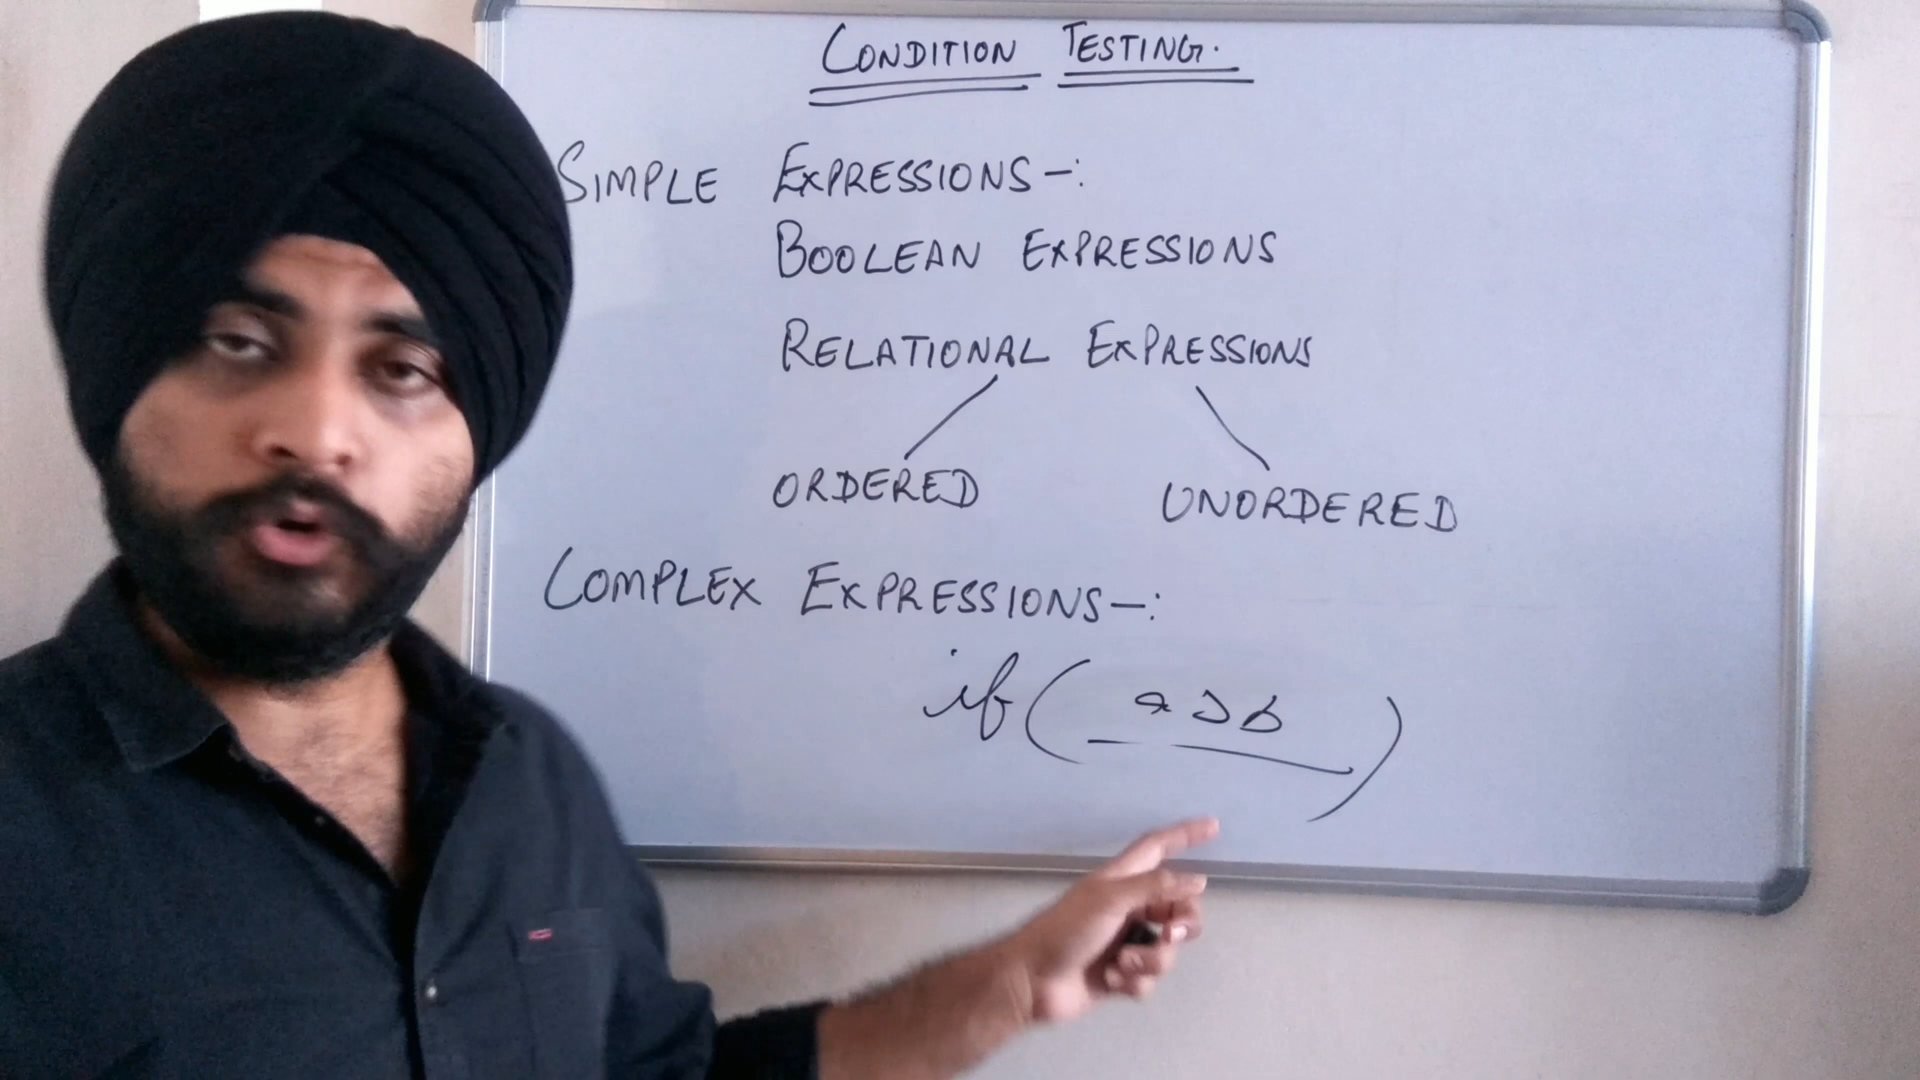 CONDITION TESTING.
SIMPLE EXPRESSIONS-:
BOOLEAN EXPRESSIONS
RELATIONAL EXPRESSIONS
ORDERED UNORDERED
COMPLEX EXPRESSIONS-:
if( a>b )